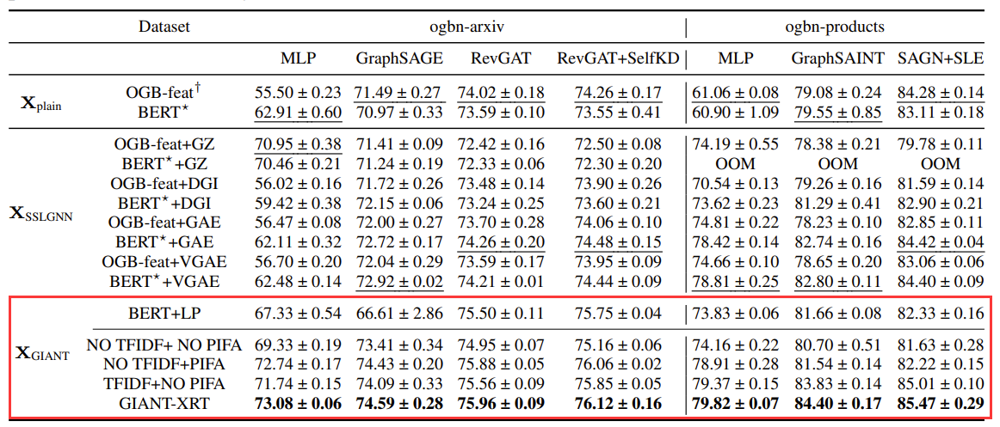 Dataset ogbn-arxiv ogbn-products
MLP GraphSAGE RevGAT RevGAT+SelfKD MLP GraphSAINT SAGN+SLE
X_plain
OGB-feat† 55.50 ± 0.23 71.49 ± 0.27 74.02 ± 0.18 74.26 ± 0.17 61.06 ± 0.08 79.08 ± 0.24 84.28 ± 0.14
BERT⋆ 62.91 ± 0.60 70.97 ± 0.33 73.59 ± 0.10 73.55 ± 0.41 60.90 ± 1.09 79.55 ± 0.85 83.11 ± 0.18
X_SSLGNN
OGB-feat+GZ 70.95 ± 0.38 71.41 ± 0.09 72.42 ± 0.16 72.50 ± 0.08 74.19 ± 0.55 78.38 ± 0.21 79.78 ± 0.11
BERT⋆+GZ 70.46 ± 0.21 71.24 ± 0.19 72.33 ± 0.06 72.30 ± 0.20 OOM OOM OOM
OGB-feat+DGI 56.02 ± 0.16 71.72 ± 0.26 73.48 ± 0.14 73.90 ± 0.26 70.54 ± 0.13 79.26 ± 0.16 81.59 ± 0.14
BERT⋆+DGI 59.42 ± 0.38 72.15 ± 0.06 73.24 ± 0.25 73.60 ± 0.21 73.62 ± 0.23 81.29 ± 0.41 82.90 ± 0.21
OGB-feat+GAE 56.47 ± 0.08 72.00 ± 0.27 73.70 ± 0.28 74.06 ± 0.10 74.81 ± 0.22 78.23 ± 0.10 82.85 ± 0.11
BERT⋆+GAE 62.11 ± 0.32 72.72 ± 0.17 74.26 ± 0.20 74.48 ± 0.15 78.42 ± 0.14 82.74 ± 0.16 84.42 ± 0.04
OGB-feat+VGAE 56.70 ± 0.20 72.04 ± 0.29 73.59 ± 0.17 73.95 ± 0.09 74.66 ± 0.10 78.65 ± 0.20 83.06 ± 0.06
BERT⋆+VGAE 62.48 ± 0.14 72.92 ± 0.02 74.21 ± 0.01 74.44 ± 0.09 78.81 ± 0.25 82.80 ± 0.11 84.40 ± 0.09
X_GIANT
BERT+LP 67.33 ± 0.54 66.61 ± 2.86 75.50 ± 0.11 75.75 ± 0.04 73.83 ± 0.06 81.66 ± 0.08 82.33 ± 0.16
NO TFIDF+ NO PIFA 69.33 ± 0.19 73.41 ± 0.34 74.95 ± 0.07 75.16 ± 0.06 74.16 ± 0.22 80.70 ± 0.51 81.63 ± 0.28
NO TFIDF+PIFA 72.74 ± 0.17 74.43 ± 0.20 75.88 ± 0.05 76.06 ± 0.02 78.91 ± 0.28 81.54 ± 0.14 82.22 ± 0.15
TFIDF+NO PIFA 71.74 ± 0.15 74.09 ± 0.33 75.56 ± 0.09 75.85 ± 0.05 79.37 ± 0.15 83.83 ± 0.14 85.01 ± 0.10
GIANT-XRT 73.08 ± 0.06 74.59 ± 0.28 75.96 ± 0.09 76.12 ± 0.16 79.82 ± 0.07 84.40 ± 0.17 85.47 ± 0.29